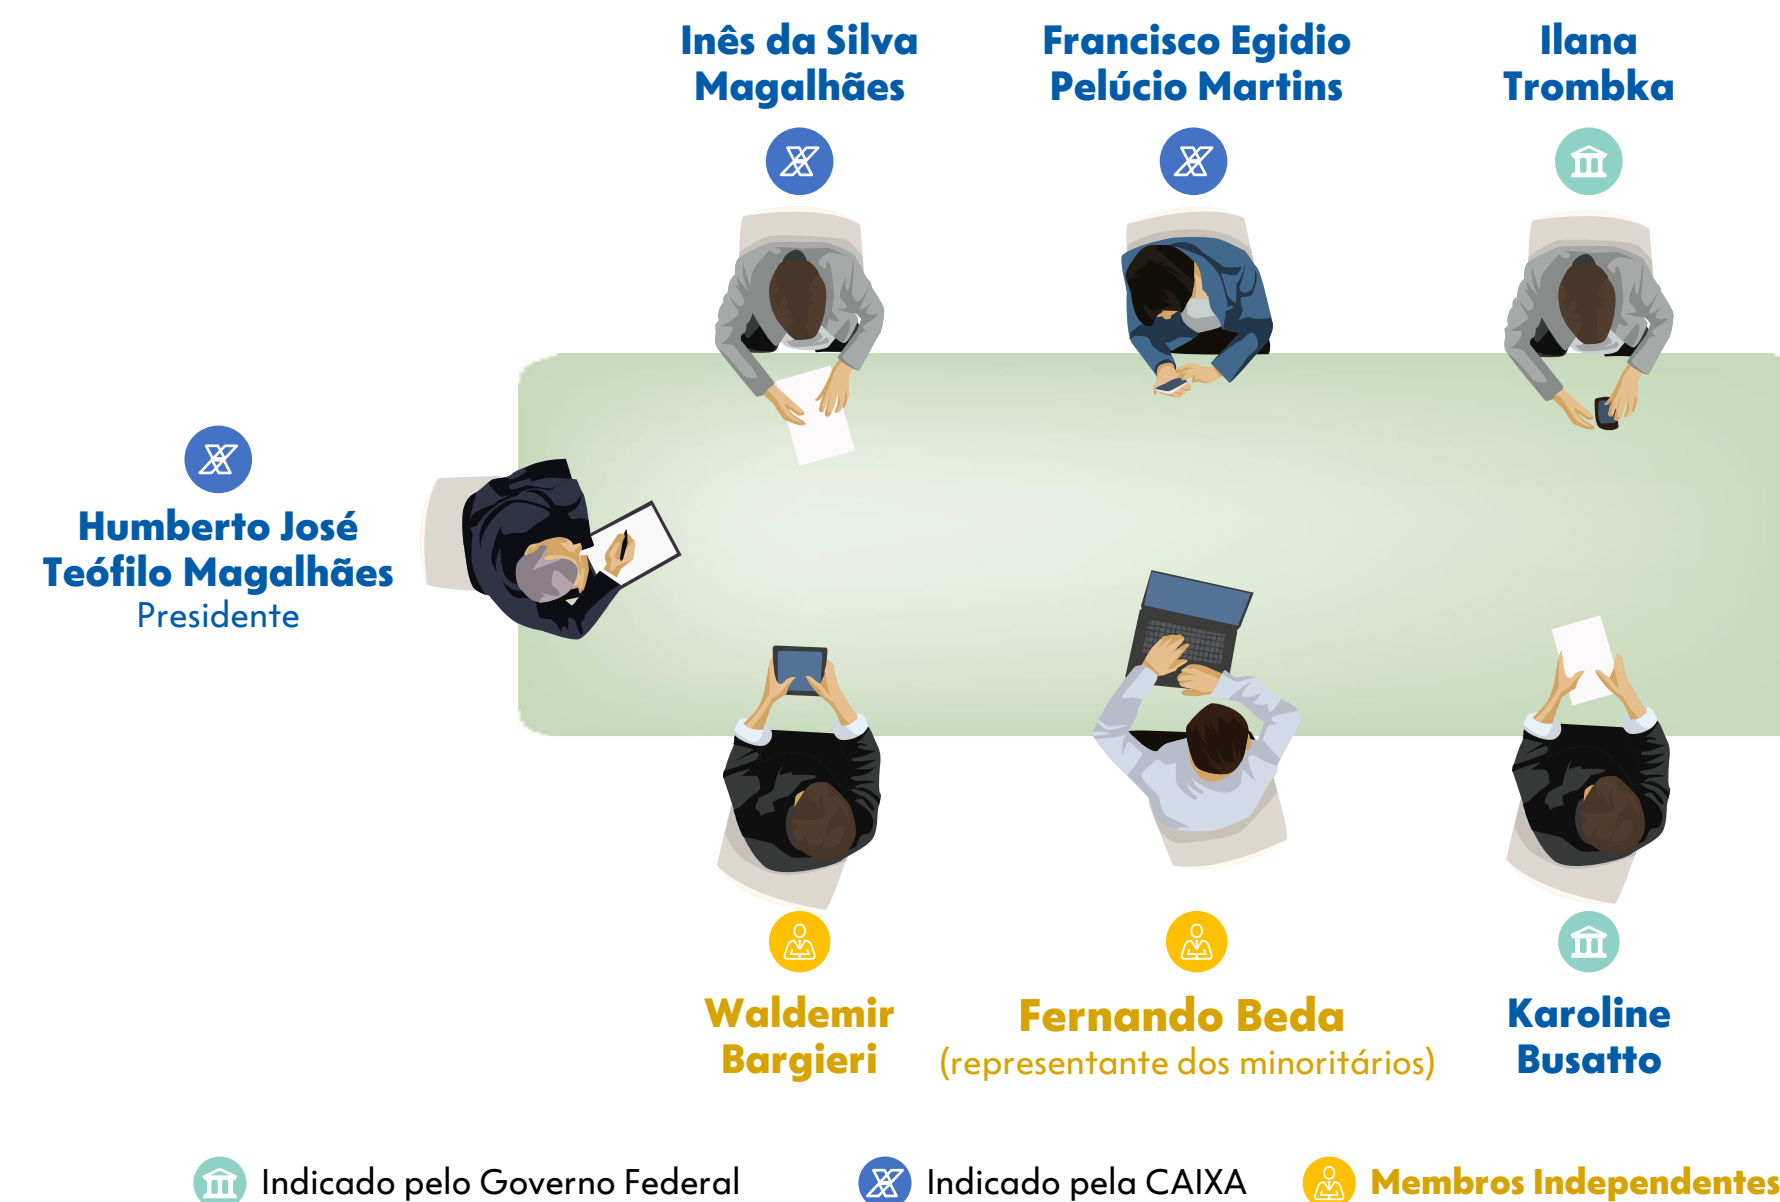 Inês da Silva
Magalhães
Francisco Egidio
Pelúcio Martins
Ilana
Trombka
Humberto José
Teófilo Magalhães
Presidente
Waldemir
Bargieri
Fernando Beda
(representante dos minoritários)
Karoline
Busatto
Indicado pelo Governo Federal
Indicado pela CAIXA
Membros Independentes